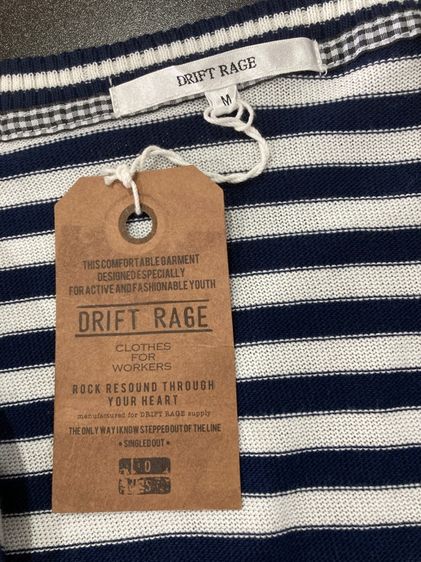 DRIFT RAGE
M
THIS COMFORTABLE GARMENT
DESIGNED ESPECIALLY
FOR ACTIVE AND FASHIONABLE YOUTH
DRIFT RAGE
CLOTHES
FOR
WORKERS
ROCK RESOUND THROUGH
YOUR HEART
manufactured for DRIFT RAGE supply
THE ONLY WAY I KNOW STEPPED OUT OF THE LINE
• SINGLED OUT •